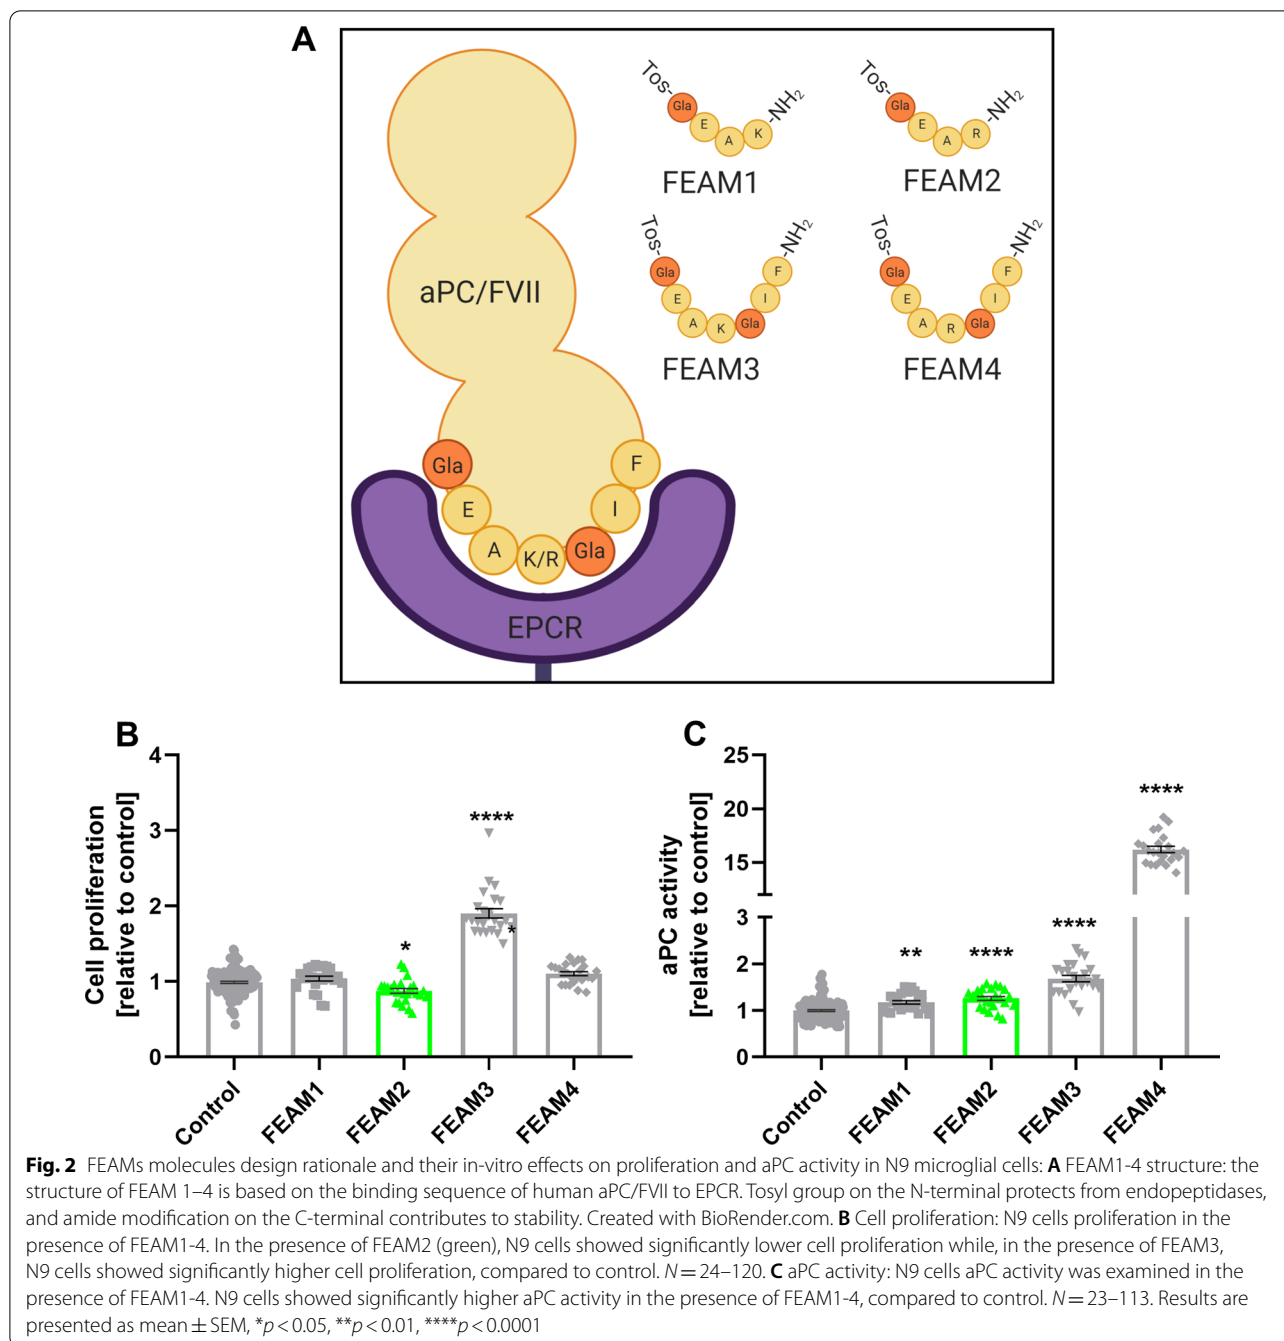 A
Tos-
Gla
E
A
K
-NH2
FEAM1
Tos-
Gla
E
A
R
-NH2
FEAM2
Tos-
Gla
E
A
K
Gla
I
F
-NH2
FEAM3
Tos-
Gla
E
A
R
Gla
I
F
-NH2
FEAM4
aPC/FVII
Gla
E
A
K/R
Gla
I
F
EPCR
B
Cell proliferation
[relative to control]
4
3
2
1
0
*
****
*
Control
FEAM1
FEAM2
FEAM3
FEAM4
C
aPC activity
[relative to control]
25
20
15
3
2
1
0
**
****
****
****
Control
FEAM1
FEAM2
FEAM3
FEAM4
Fig. 2 FEAMs molecules design rationale and their in-vitro effects on proliferation and aPC activity in N9 microglial cells: A FEAM1-4 structure: the
structure of FEAM 1–4 is based on the binding sequence of human aPC/FVII to EPCR. Tosyl group on the N-terminal protects from endopeptidases,
and amide modification on the C-terminal contributes to stability. Created with BioRender.com. B Cell proliferation: N9 cells proliferation in the
presence of FEAM1-4. In the presence of FEAM2 (green), N9 cells showed significantly lower cell proliferation while, in the presence of FEAM3,
N9 cells showed significantly higher cell proliferation, compared to control. N = 24–120. C aPC activity: N9 cells aPC activity was examined in the
presence of FEAM1-4. N9 cells showed significantly higher aPC activity in the presence of FEAM1-4, compared to control. N = 23–113. Results are
presented as mean ± SEM, *p < 0.05, **p < 0.01, ****p < 0.0001